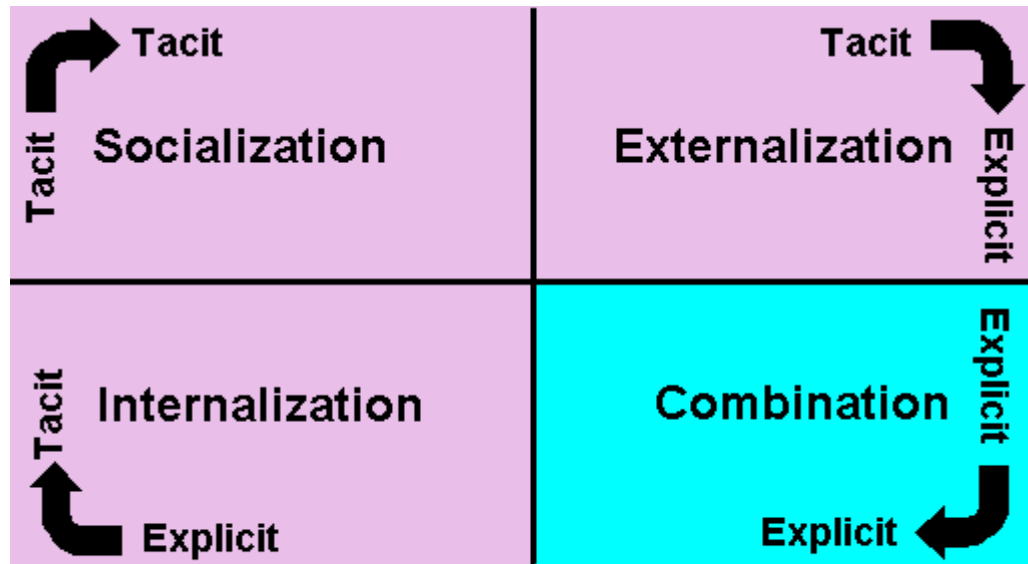 Tacit
Tacit
Socialization
Tacit
Explicit
Externalization
Tacit
Explicit
Internalization
Explicit
Explicit
Combination